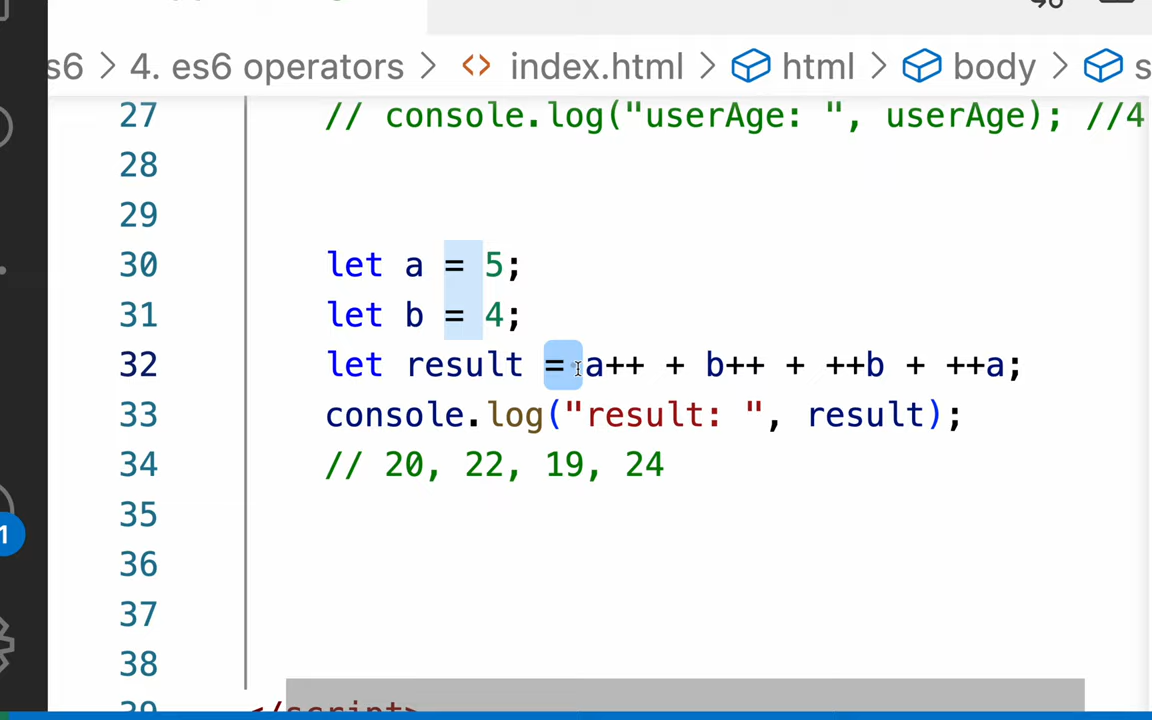 s6 > 4. es6 operators > <> index.html > html > body > s
27 // console.log("userAge: ", userAge); //4
28
29
30 let a = 5;
31 let b = 4;
32 let result = a++ + b++ + ++b + ++a;
33 console.log("result: ", result);
34 // 20, 22, 19, 24
35
36
37
38
39 </script>
1